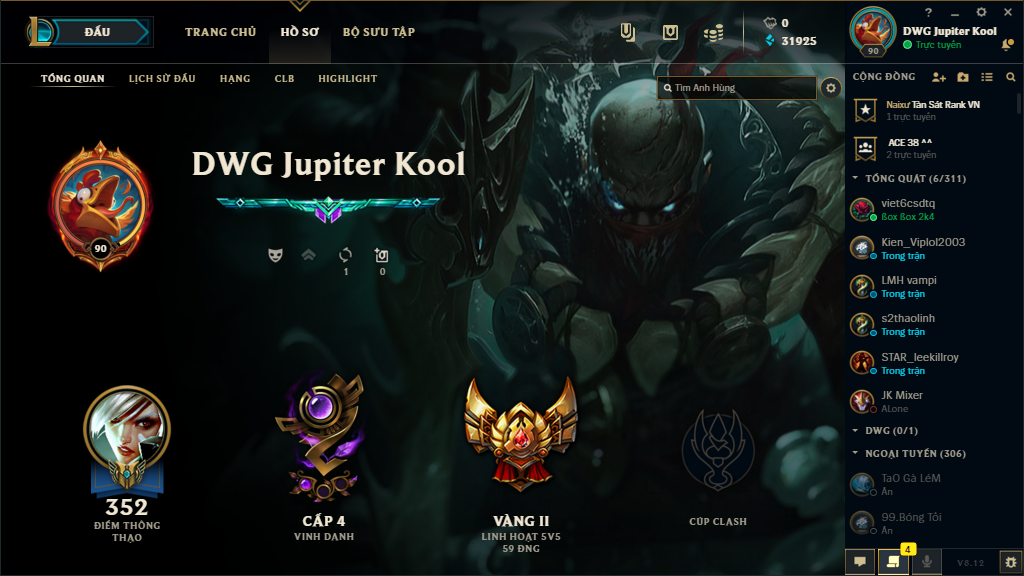 ĐẤU
TRANG CHỦ
HỒ SƠ
BỘ SƯU TẬP
0
31925
90
DWG Jupiter Kool
Trực tuyến
TỔNG QUAN
LỊCH SỬ ĐẤU
HẠNG
CLB
HIGHLIGHT
Tìm Anh Hùng
CỘNG ĐỒNG
Naixư Tàn Sát Rank VN
1 trực tuyến
ACE 38 ^^
2 trực tuyến
TỔNG QUÁT (6/311)
viet6csdtq
ßox ßox 2k4
Kien_Viplol2003
Trong trận
LMH vampi
Trong trận
s2thaolinh
Trong trận
STAR_leekillroy
Trong trận
JK Mixer
ALone
DWG (0/1)
NGOẠI TUYẾN (306)
TaO Gà LéM
Ẩn
99.Bóng Tối
Ẩn
4
V8.12
DWG Jupiter Kool
90
1
0
352
ĐIỂM THÔNG
THẠO
CẤP 4
VINH DANH
VÀNG II
LINH HOẠT 5V5
59 ĐNG
CÚP CLASH